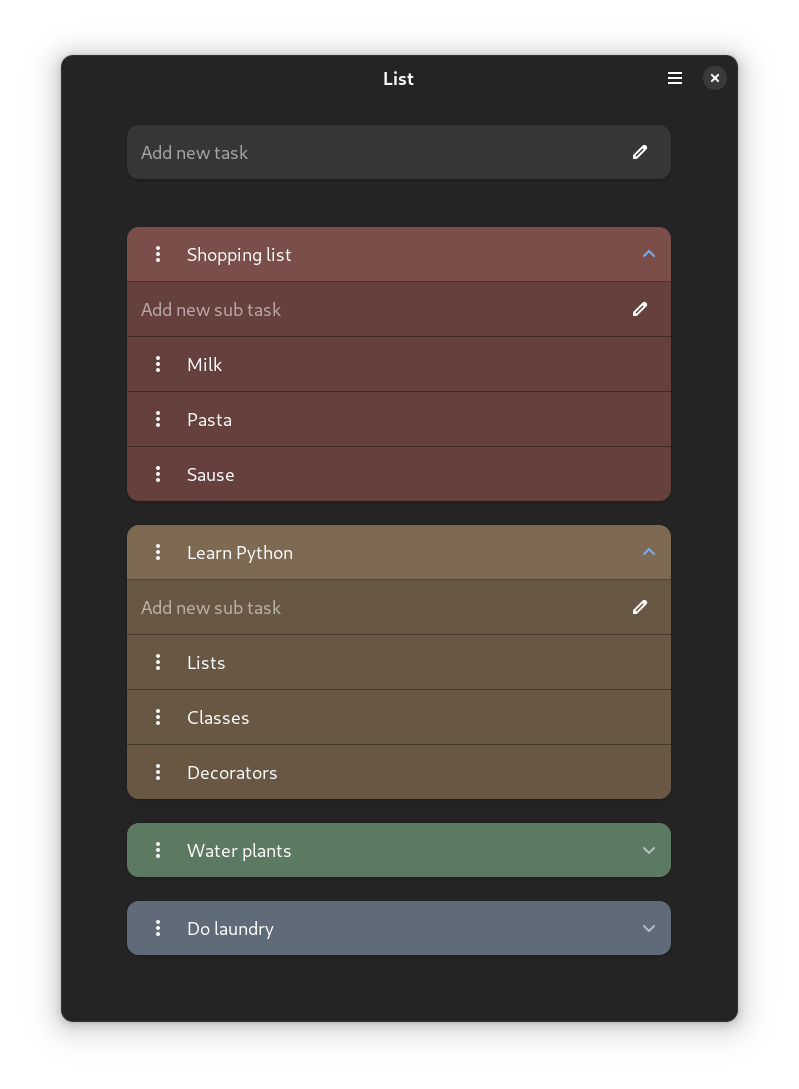 List
Add new task
Shopping list
Add new sub task
Milk
Pasta
Sause
Learn Python
Add new sub task
Lists
Classes
Decorators
Water plants
Do laundry